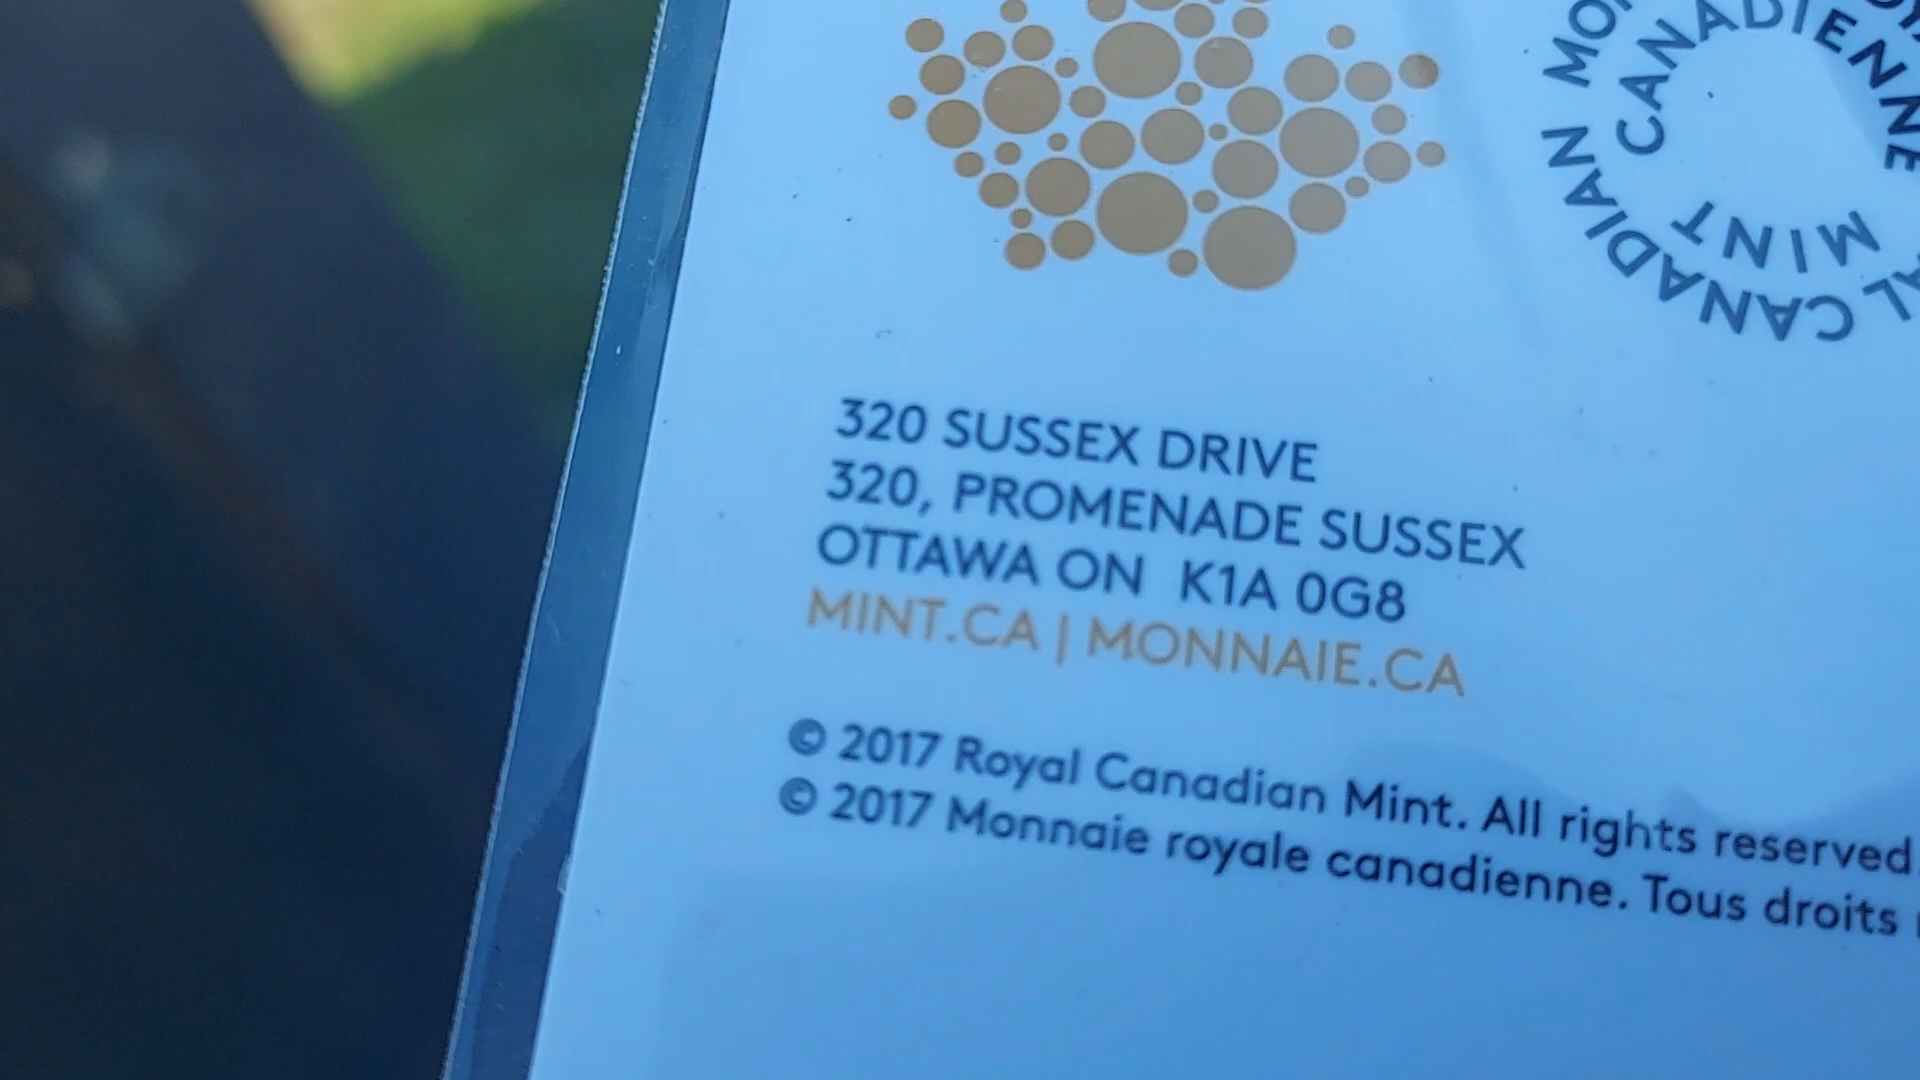 CANADIENNE
CANADIAN
MINT
320 SUSSEX DRIVE
320, PROMENADE SUSSEX
OTTAWA ON K1A 0G8
MINT.CA | MONNAIE.CA
© 2017 Royal Canadian Mint. All rights reserved.
© 2017 Monnaie royale canadienne. Tous droits